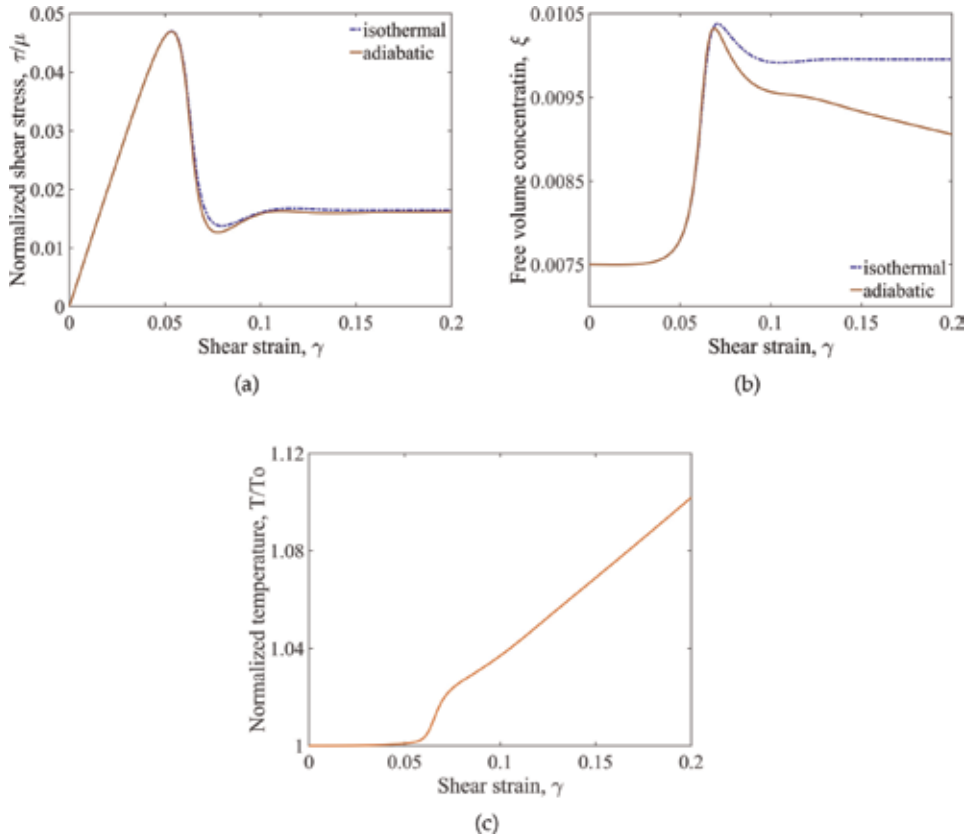 0.05
0.04
0.03
0.02
0.01
0
Normalized shear stress, τ/μ
isothermal
adiabatic
0 0.05 0.1 0.15 0.2
Shear strain, γ
(a)
0.0105
0.0095
0.0085
0.0075
Free volume concentratin, ξ
isothermal
adiabatic
0 0.05 0.1 0.15 0.2
Shear strain, γ
(b)
1.12
1.08
1.04
1
Normalized temperature, T/To
0 0.05 0.1 0.15 0.2
Shear strain, γ
(c)